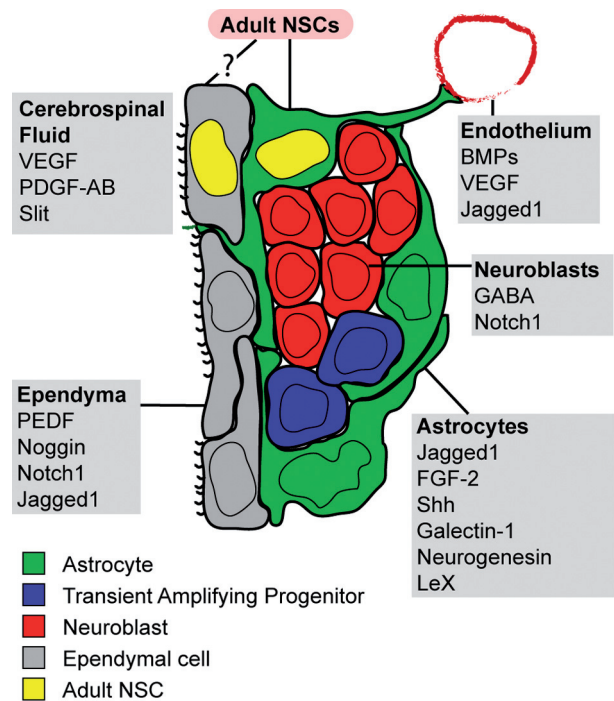 Adult NSCs
?
Cerebrospinal
Fluid
VEGF
PDGF-AB
Slit
Endothelium
BMPs
VEGF
Jagged1
Neuroblasts
GABA
Notch1
Ependyma
PEDF
Noggin
Notch1
Jagged1
Astrocytes
Jagged1
FGF-2
Shh
Galectin-1
Neurogenesin
LeX
Astrocyte
Transient Amplifying Progenitor
Neuroblast
Ependymal cell
Adult NSC